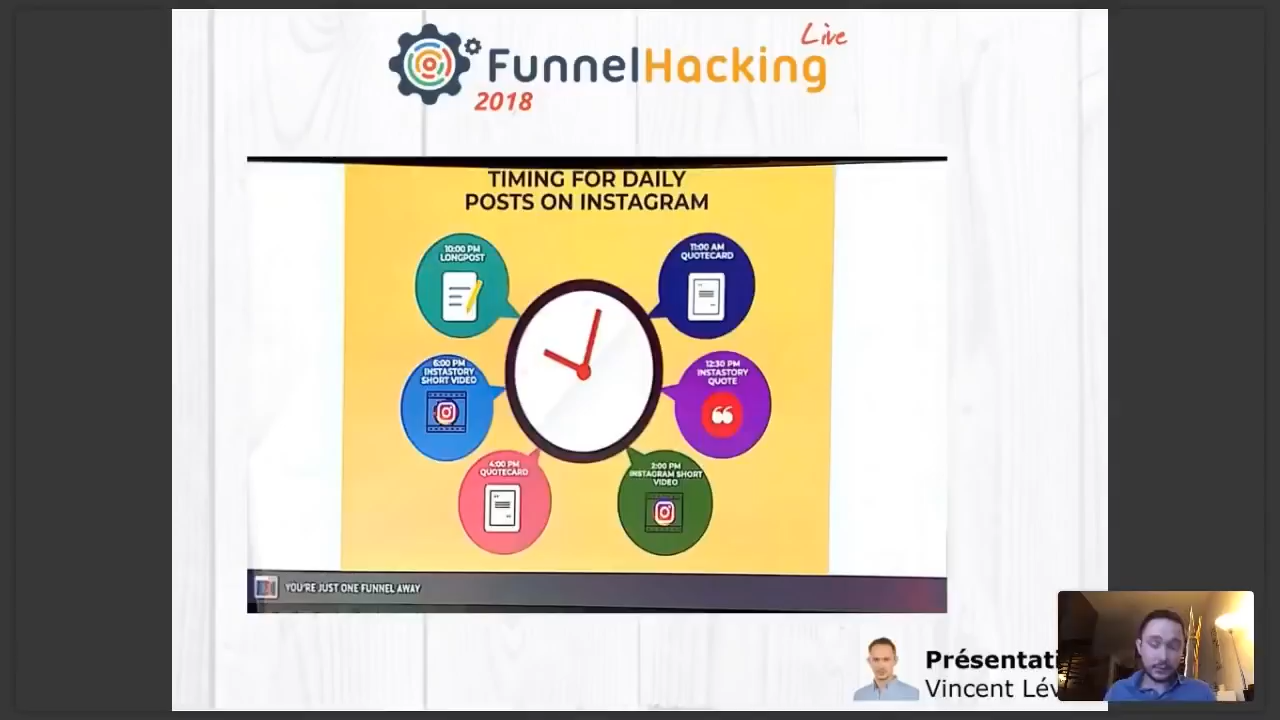 Live
FunnelHacking
2018
TIMING FOR DAILY
POSTS ON INSTAGRAM
10:00 PM
LONGPOST
11:00 AM
QUOTECARD
6:00 PM
INSTASTORY
SHORT VIDEO
12:30 PM
INSTASTORY
QUOTE
4:00 PM
QUOTECARD
2:00 PM
INSTAGRAM SHORT
VIDEO
YOU'RE JUST ONE FUNNEL AWAY
Présentati
Vincent Lév